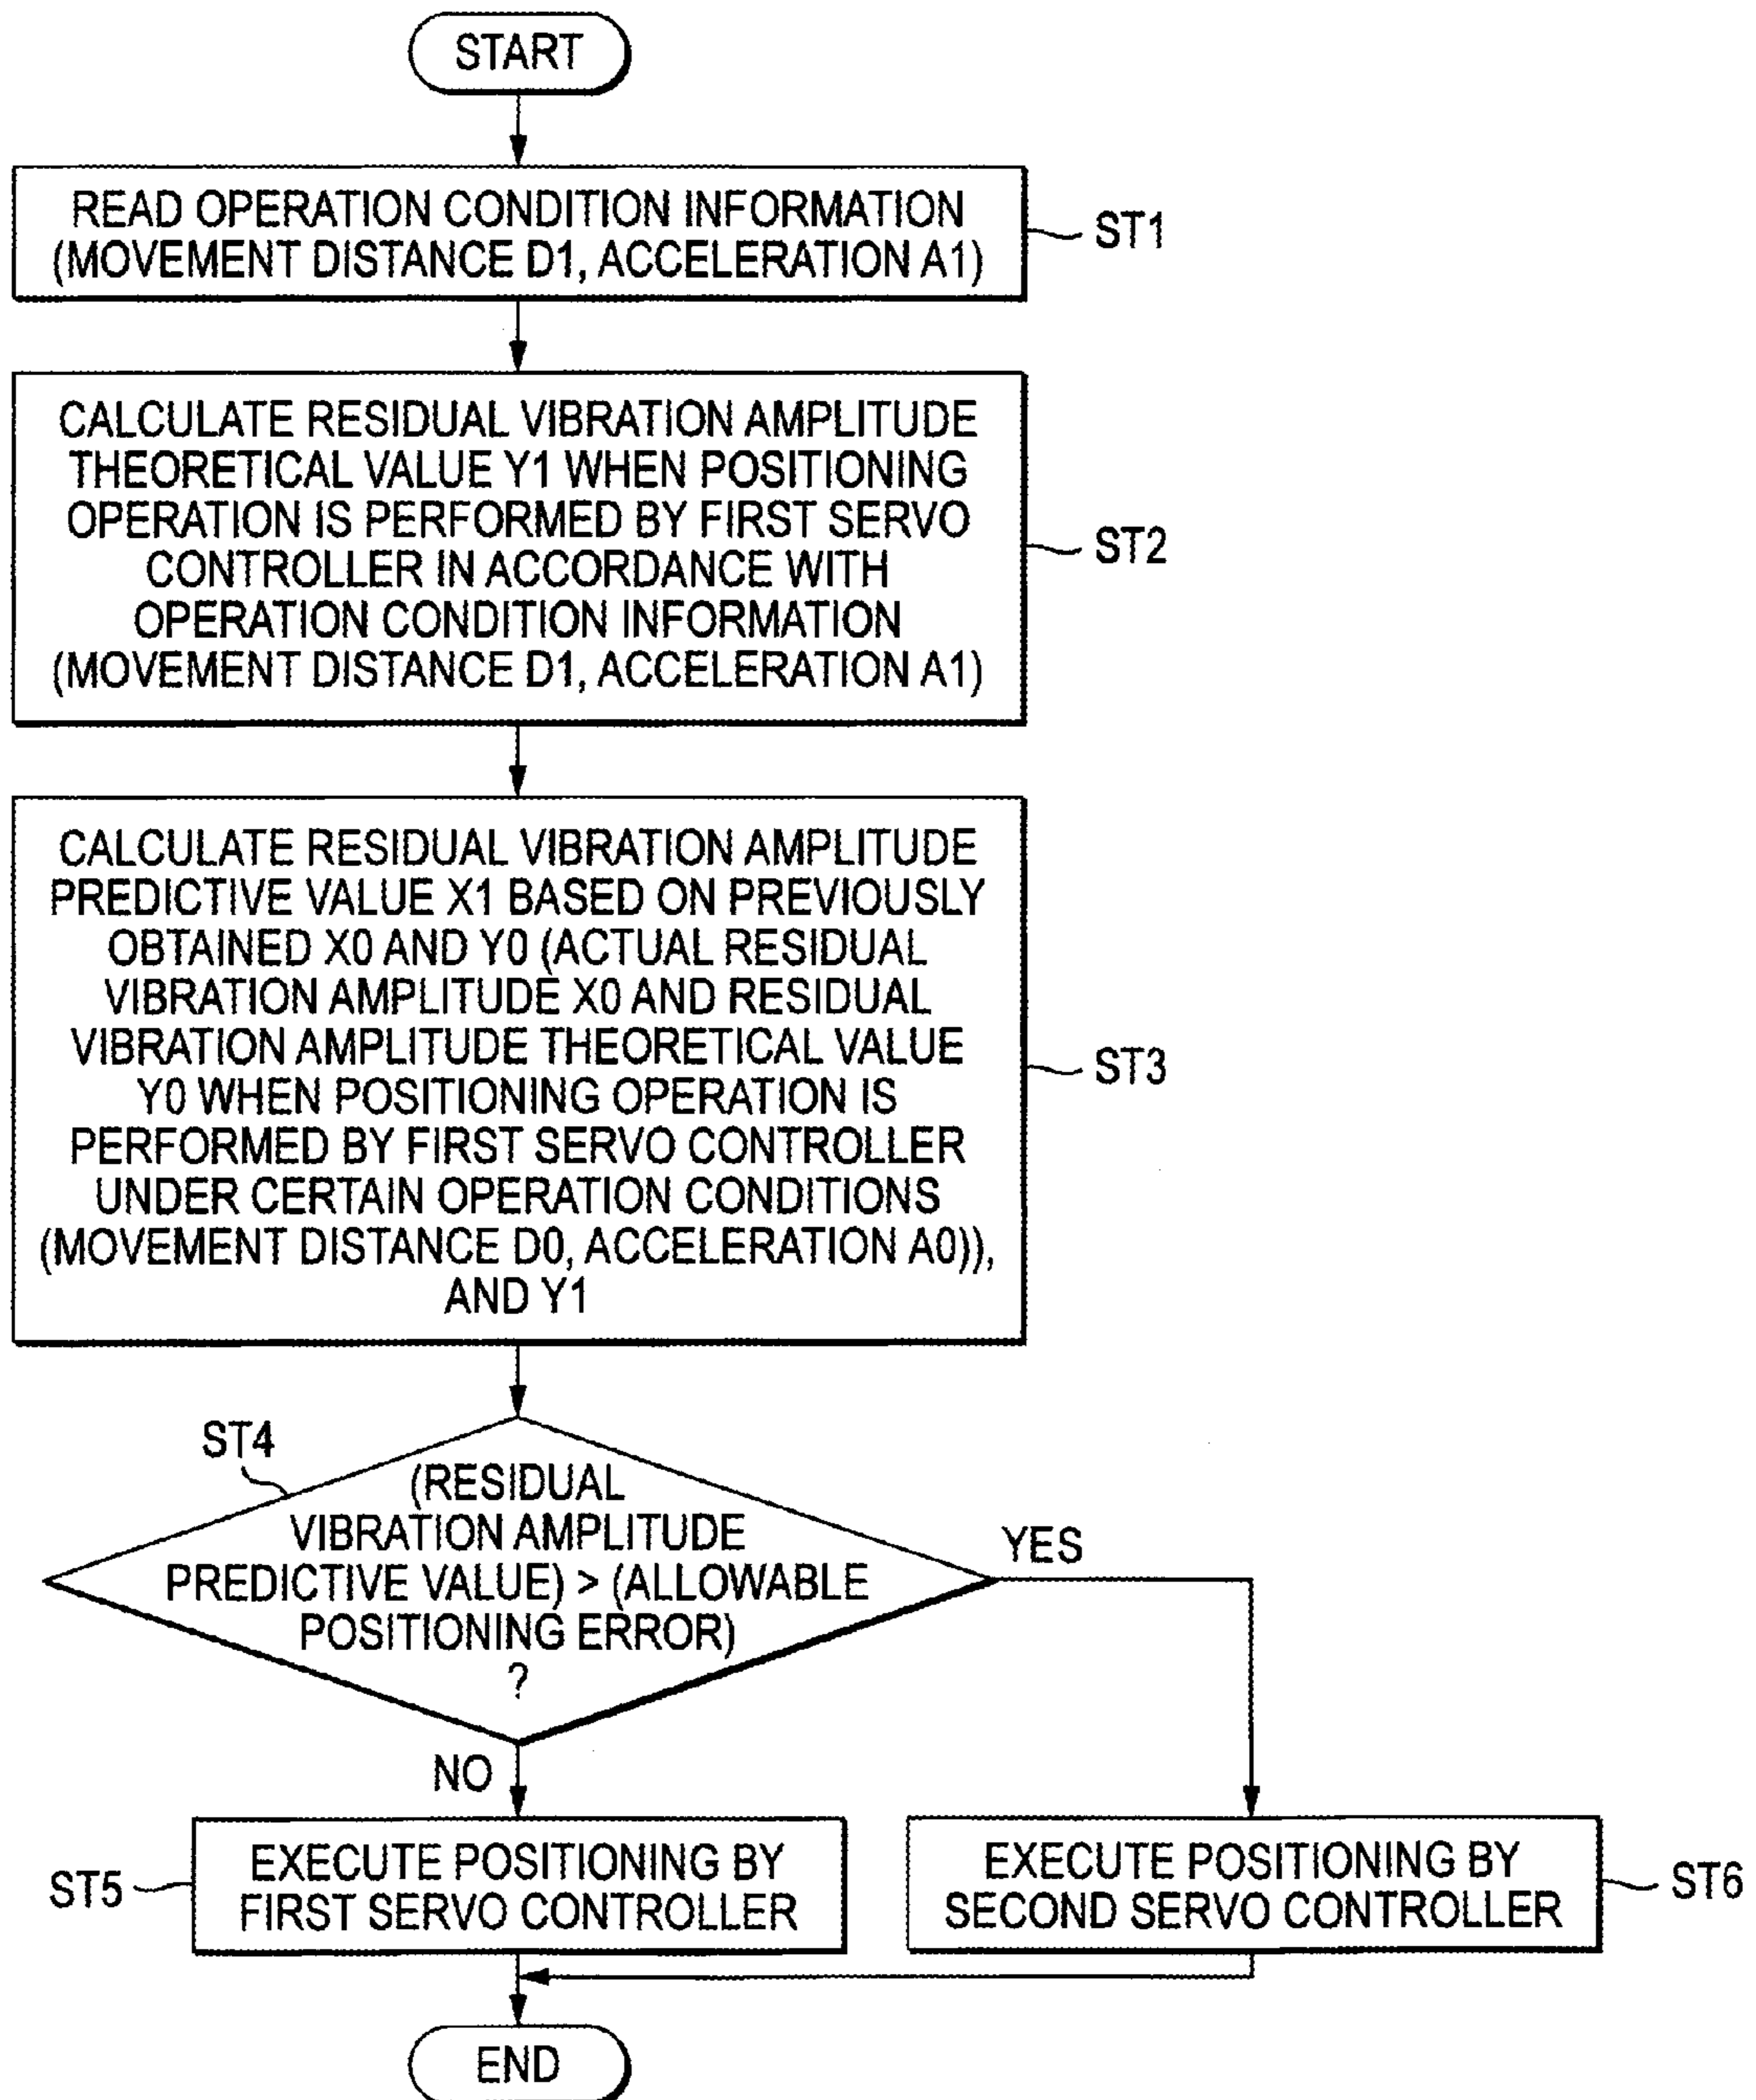 START
READ OPERATION CONDITION INFORMATION
(MOVEMENT DISTANCE D1, ACCELERATION A1)
ST1
CALCULATE RESIDUAL VIBRATION AMPLITUDE
THEORETICAL VALUE Y1 WHEN POSITIONING
OPERATION IS PERFORMED BY FIRST SERVO
CONTROLLER IN ACCORDANCE WITH
OPERATION CONDITION INFORMATION
(MOVEMENT DISTANCE D1, ACCELERATION A1)
ST2
CALCULATE RESIDUAL VIBRATION AMPLITUDE
PREDICTIVE VALUE X1 BASED ON PREVIOUSLY
OBTAINED X0 AND Y0 (ACTUAL RESIDUAL
VIBRATION AMPLITUDE X0 AND RESIDUAL
VIBRATION AMPLITUDE THEORETICAL VALUE
Y0 WHEN POSITIONING OPERATION IS
PERFORMED BY FIRST SERVO CONTROLLER
UNDER CERTAIN OPERATION CONDITIONS
(MOVEMENT DISTANCE D0, ACCELERATION A0)),
AND Y1
ST3
ST4
(RESIDUAL
VIBRATION AMPLITUDE
PREDICTIVE VALUE) > (ALLOWABLE
POSITIONING ERROR)
?
YES
NO
EXECUTE POSITIONING BY
FIRST SERVO CONTROLLER
ST5
EXECUTE POSITIONING BY
SECOND SERVO CONTROLLER
ST6
END